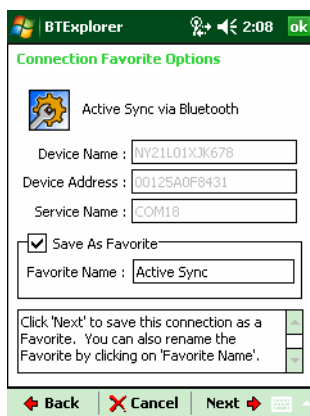 BTExplorer 2:08 ok
Connection Favorite Options
Active Sync via Bluetooth
Device Name : NY21L01XJK678
Device Address : 00125A0F8431
Service Name : COM18
Save As Favorite
Favorite Name : Active Sync
Click 'Next' to save this connection as a
Favorite. You can also rename the
Favorite by clicking on 'Favorite Name'.
Back Cancel Next